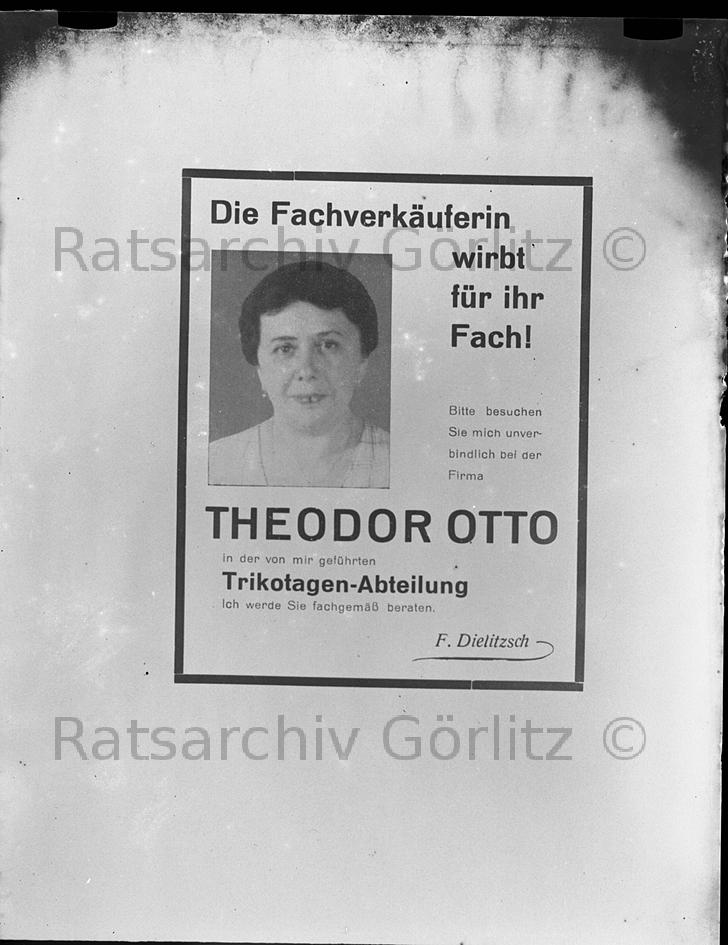 Die Fachverkäuferin
wirbt
für ihr
Fach!
Bitte besuchen
Sie mich unver-
bindlich bei der
Firma
THEODOR OTTO
in der von mir geführten
Trikotagen-Abteilung
Ich werde Sie fachgemäß beraten.
F. Dielitzsch
Ratsarchiv Görlitz ©
Ratsarchiv Görlitz ©